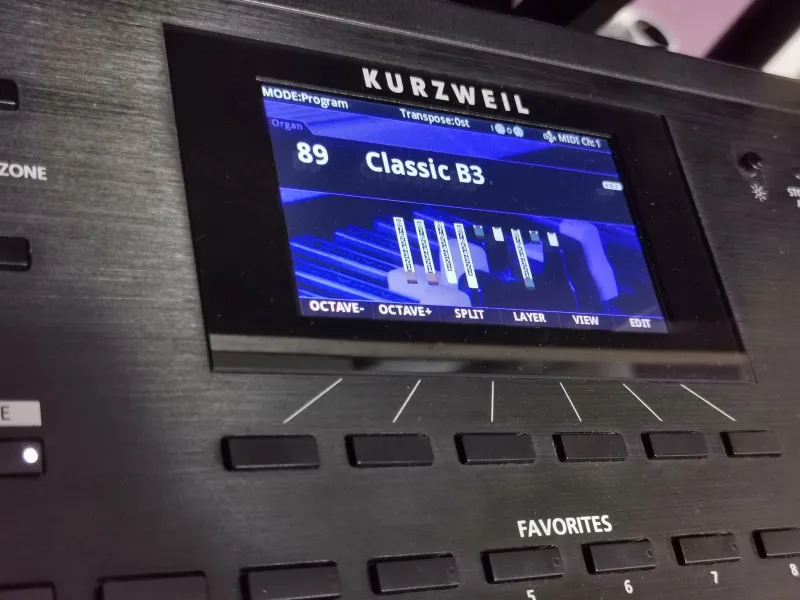 KURZWEIL
MODE:Program
Transpose:0st
MIDI Ch:1
Organ
89 Classic B3
OCTAVE- OCTAVE+ SPLIT LAYER VIEW EDIT
ZONE
E
FAVORITES
5 6 7 8